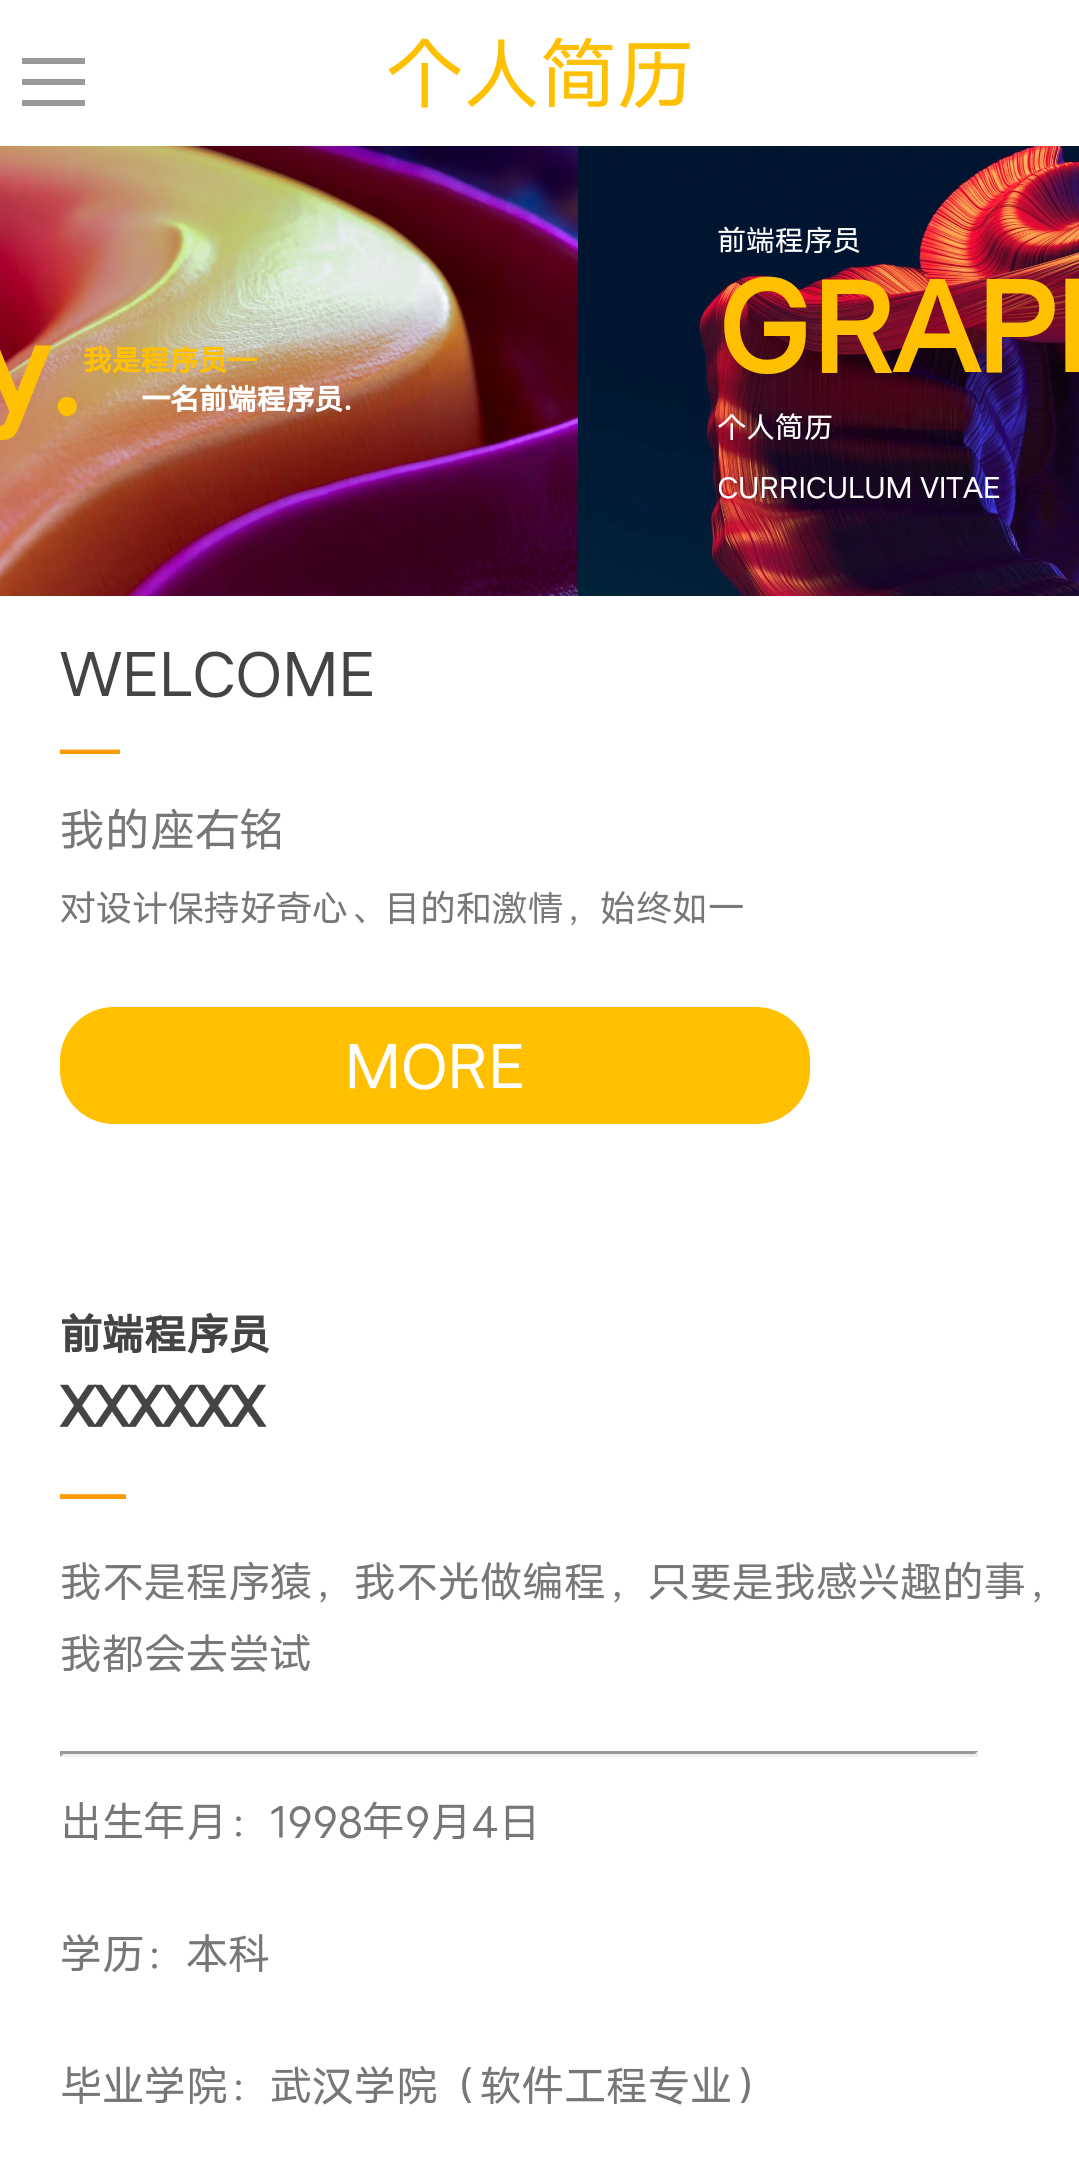 个人简历
y.
我是程序员一
一名前端程序员.
前端程序员
GRAPI
个人简历
CURRICULUM VITAE
WELCOME
我的座右铭
对设计保持好奇心、目的和激情，始终如一
MORE
前端程序员
XXXXXX
我不是程序猿，我不光做编程，只要是我感兴趣的事，
我都会去尝试
出生年月：1998年9月4日
学历：本科
毕业学院：武汉学院（软件工程专业）